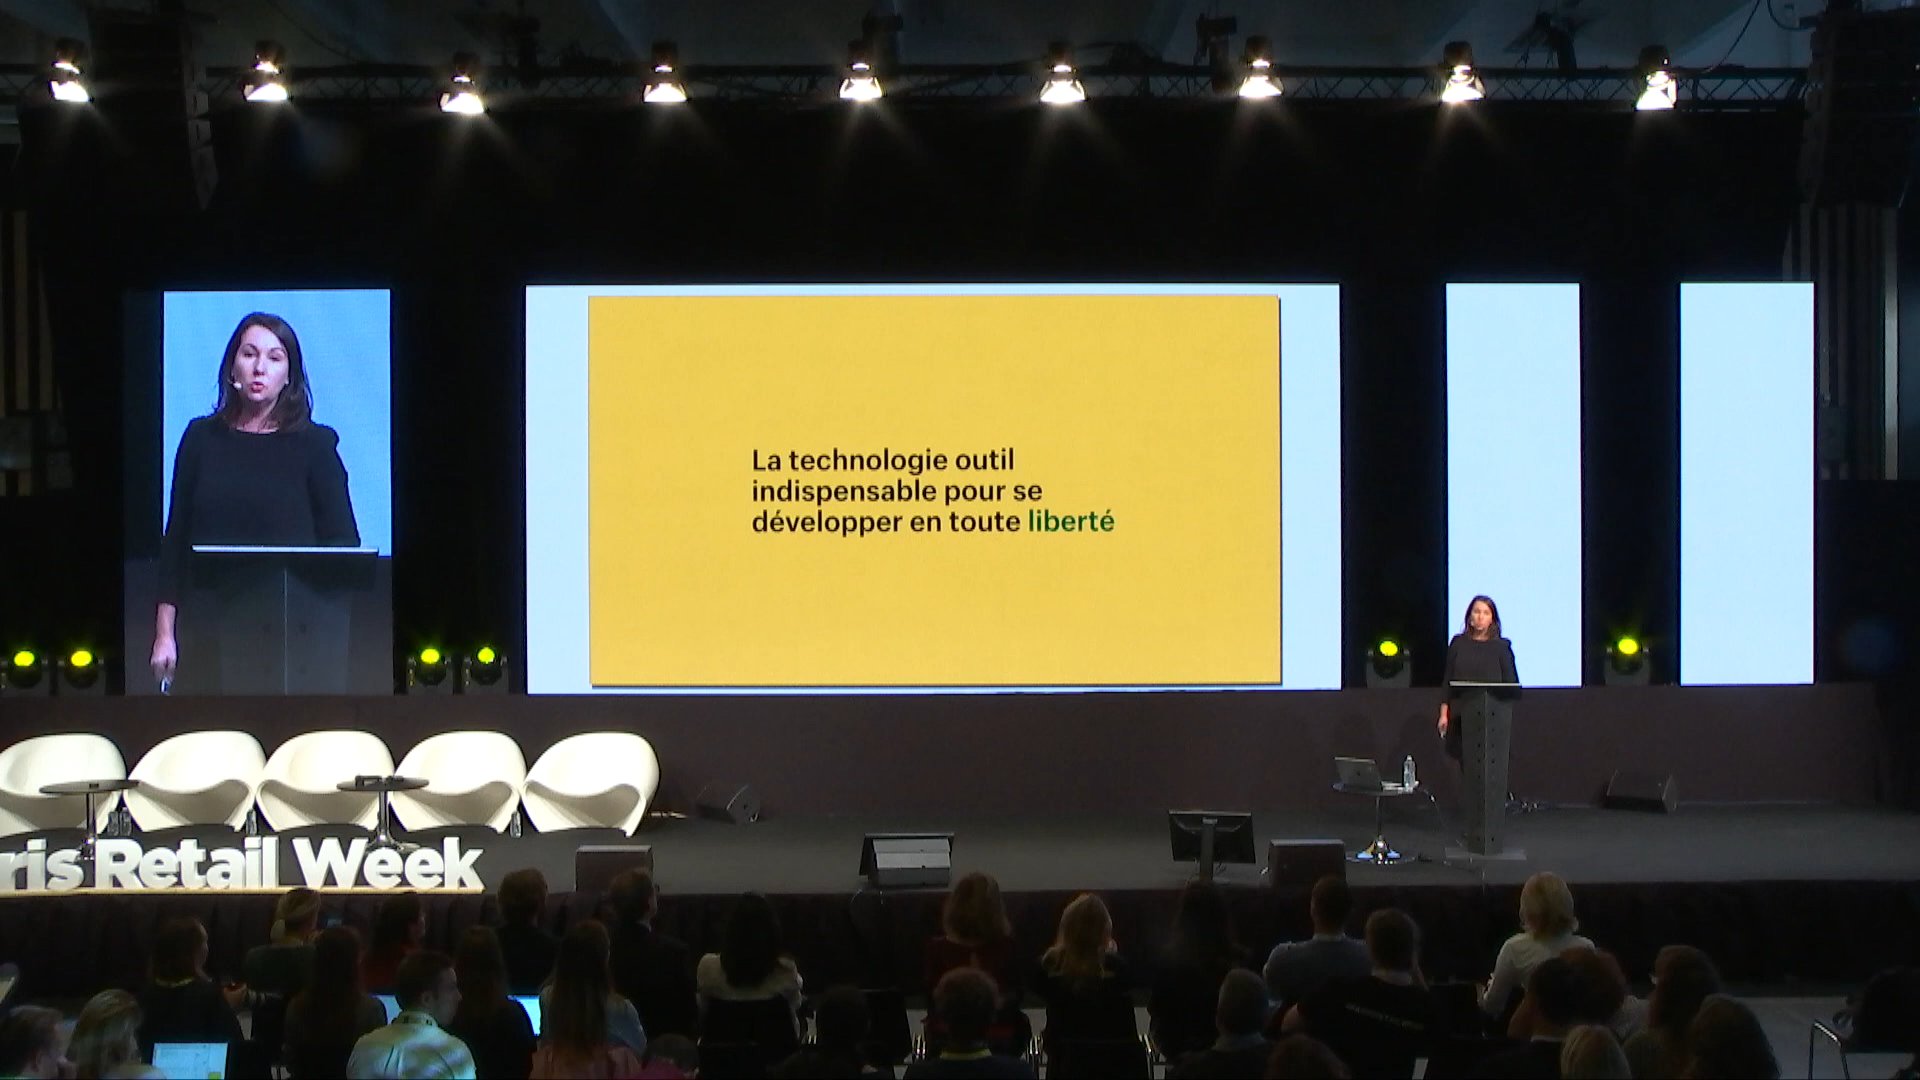 La technologie outil
indispensable pour se
développer en toute liberté
ris Retail Week